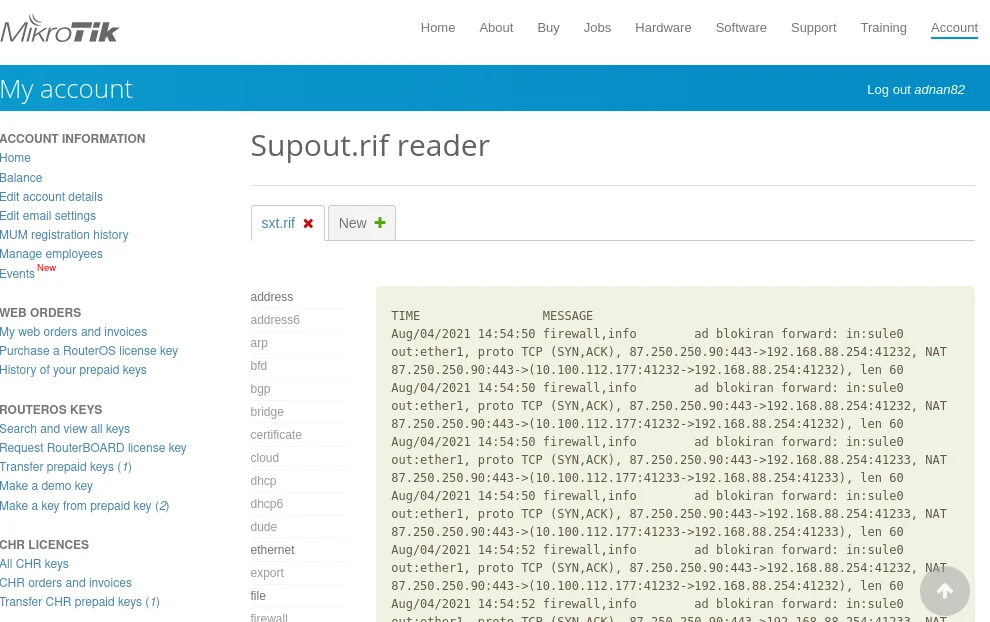 MikroTik
Home About Buy Jobs Hardware Software Support Training Account
My account
Log out adnan82
ACCOUNT INFORMATION
Home
Balance
Edit account details
Edit email settings
MUM registration history
Manage employees
Events New
WEB ORDERS
My web orders and invoices
Purchase a RouterOS license key
History of your prepaid keys
ROUTEROS KEYS
Search and view all keys
Request RouterBOARD license key
Transfer prepaid keys (1)
Make a demo key
Make a key from prepaid key (2)
CHR LICENCES
All CHR keys
CHR orders and invoices
Transfer CHR prepaid keys (1)
Supout.rif reader
sxt.rif New
address
address6
arp
bfd
bgp
bridge
certificate
cloud
dhcp
dhcp6
dude
ethernet
export
file
firewall
TIME MESSAGE
Aug/04/2021 14:54:50 firewall,info ad blokiran forward: in:sule0
out:ether1, proto TCP (SYN,ACK), 87.250.250.90:443->192.168.88.254:41232, NAT
87.250.250.90:443->(10.100.112.177:41232->192.168.88.254:41232), len 60
Aug/04/2021 14:54:50 firewall,info ad blokiran forward: in:sule0
out:ether1, proto TCP (SYN,ACK), 87.250.250.90:443->192.168.88.254:41232, NAT
87.250.250.90:443->(10.100.112.177:41232->192.168.88.254:41232), len 60
Aug/04/2021 14:54:50 firewall,info ad blokiran forward: in:sule0
out:ether1, proto TCP (SYN,ACK), 87.250.250.90:443->192.168.88.254:41233, NAT
87.250.250.90:443->(10.100.112.177:41233->192.168.88.254:41233), len 60
Aug/04/2021 14:54:50 firewall,info ad blokiran forward: in:sule0
out:ether1, proto TCP (SYN,ACK), 87.250.250.90:443->192.168.88.254:41233, NAT
87.250.250.90:443->(10.100.112.177:41233->192.168.88.254:41233), len 60
Aug/04/2021 14:54:52 firewall,info ad blokiran forward: in:sule0
out:ether1, proto TCP (SYN,ACK), 87.250.250.90:443->192.168.88.254:41232, NAT
87.250.250.90:443->(10.100.112.177:41232->192.168.88.254:41232), len 60
Aug/04/2021 14:54:52 firewall,info ad blokiran forward: in:sule0
out:ether1, proto TCP (SYN,ACK), 87.250.250.90:443->192.168.88.254:41233, NAT